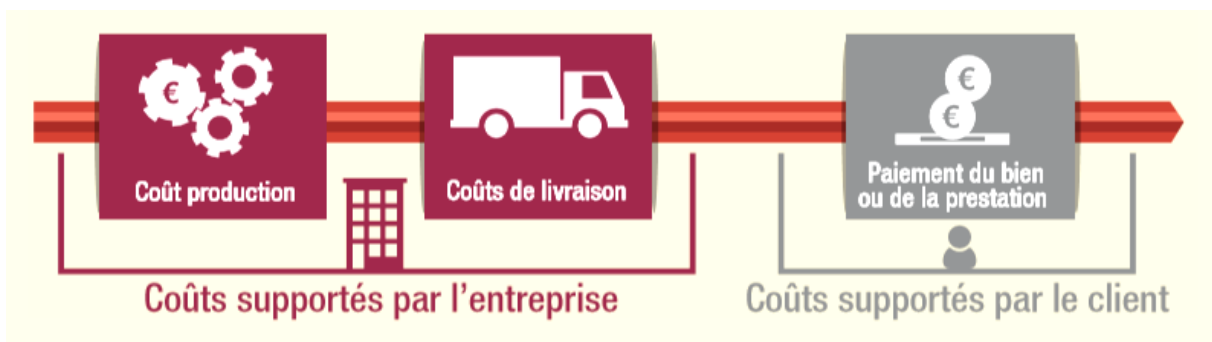 €
Coût production
Coûts de livraison
€
€
Paiement du bien
ou de la prestation
Coûts supportés par l’entreprise
Coûts supportés par le client